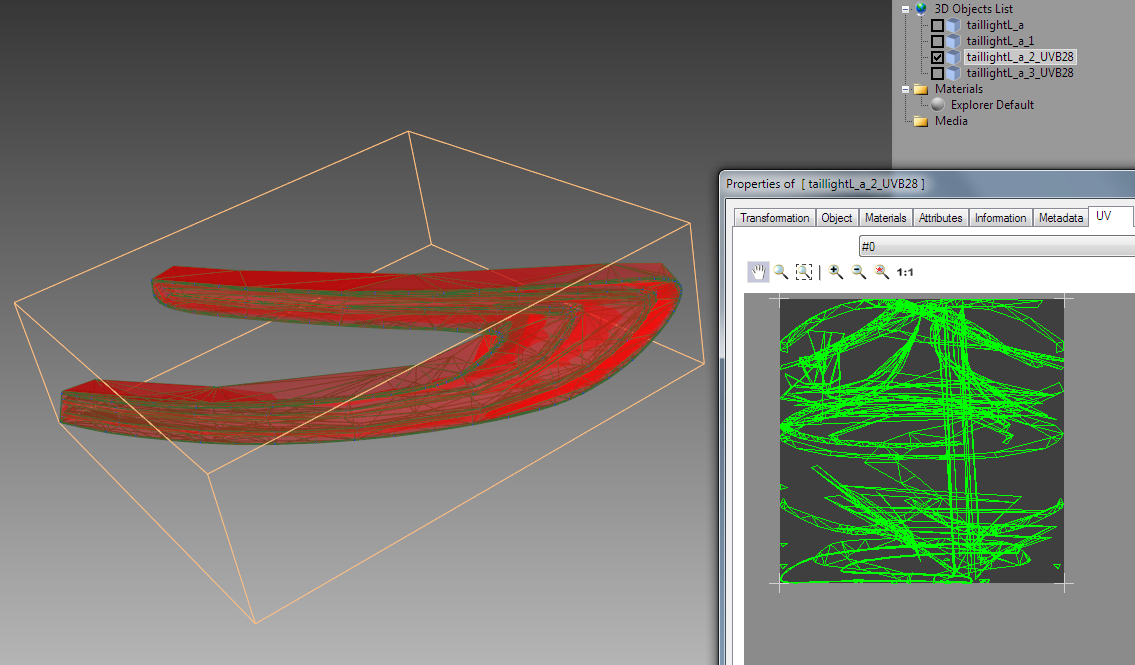 3D Objects List
taillightL_a
taillightL_a_1
taillightL_a_2_UVB28
taillightL_a_3_UVB28
Materials
Explorer Default
Media
Properties of [ taillightL_a_2_UVB28 ]
Transformation Object Materials Attributes Information Metadata UV
#0
1:1